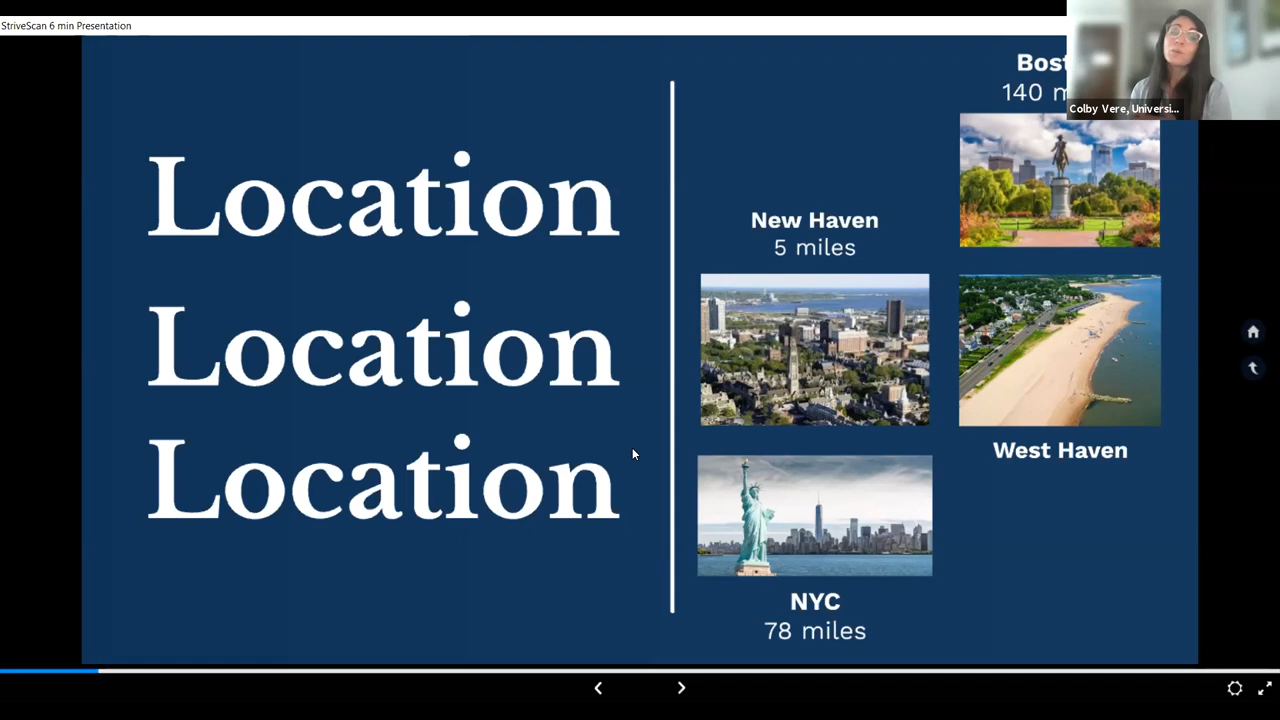 StriveScan 6 min Presentation
Colby Vere, Universi...
Location
Location
Location
New Haven
5 miles
140
West Haven
NYC
78 miles